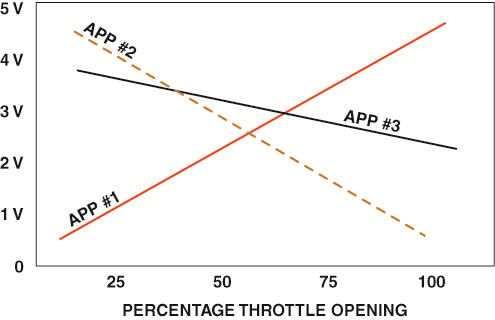 5 V
APP #2
4 V
3 V
APP #3
2 V
APP #1
1 V
0
25 50 75 100
PERCENTAGE THROTTLE OPENING